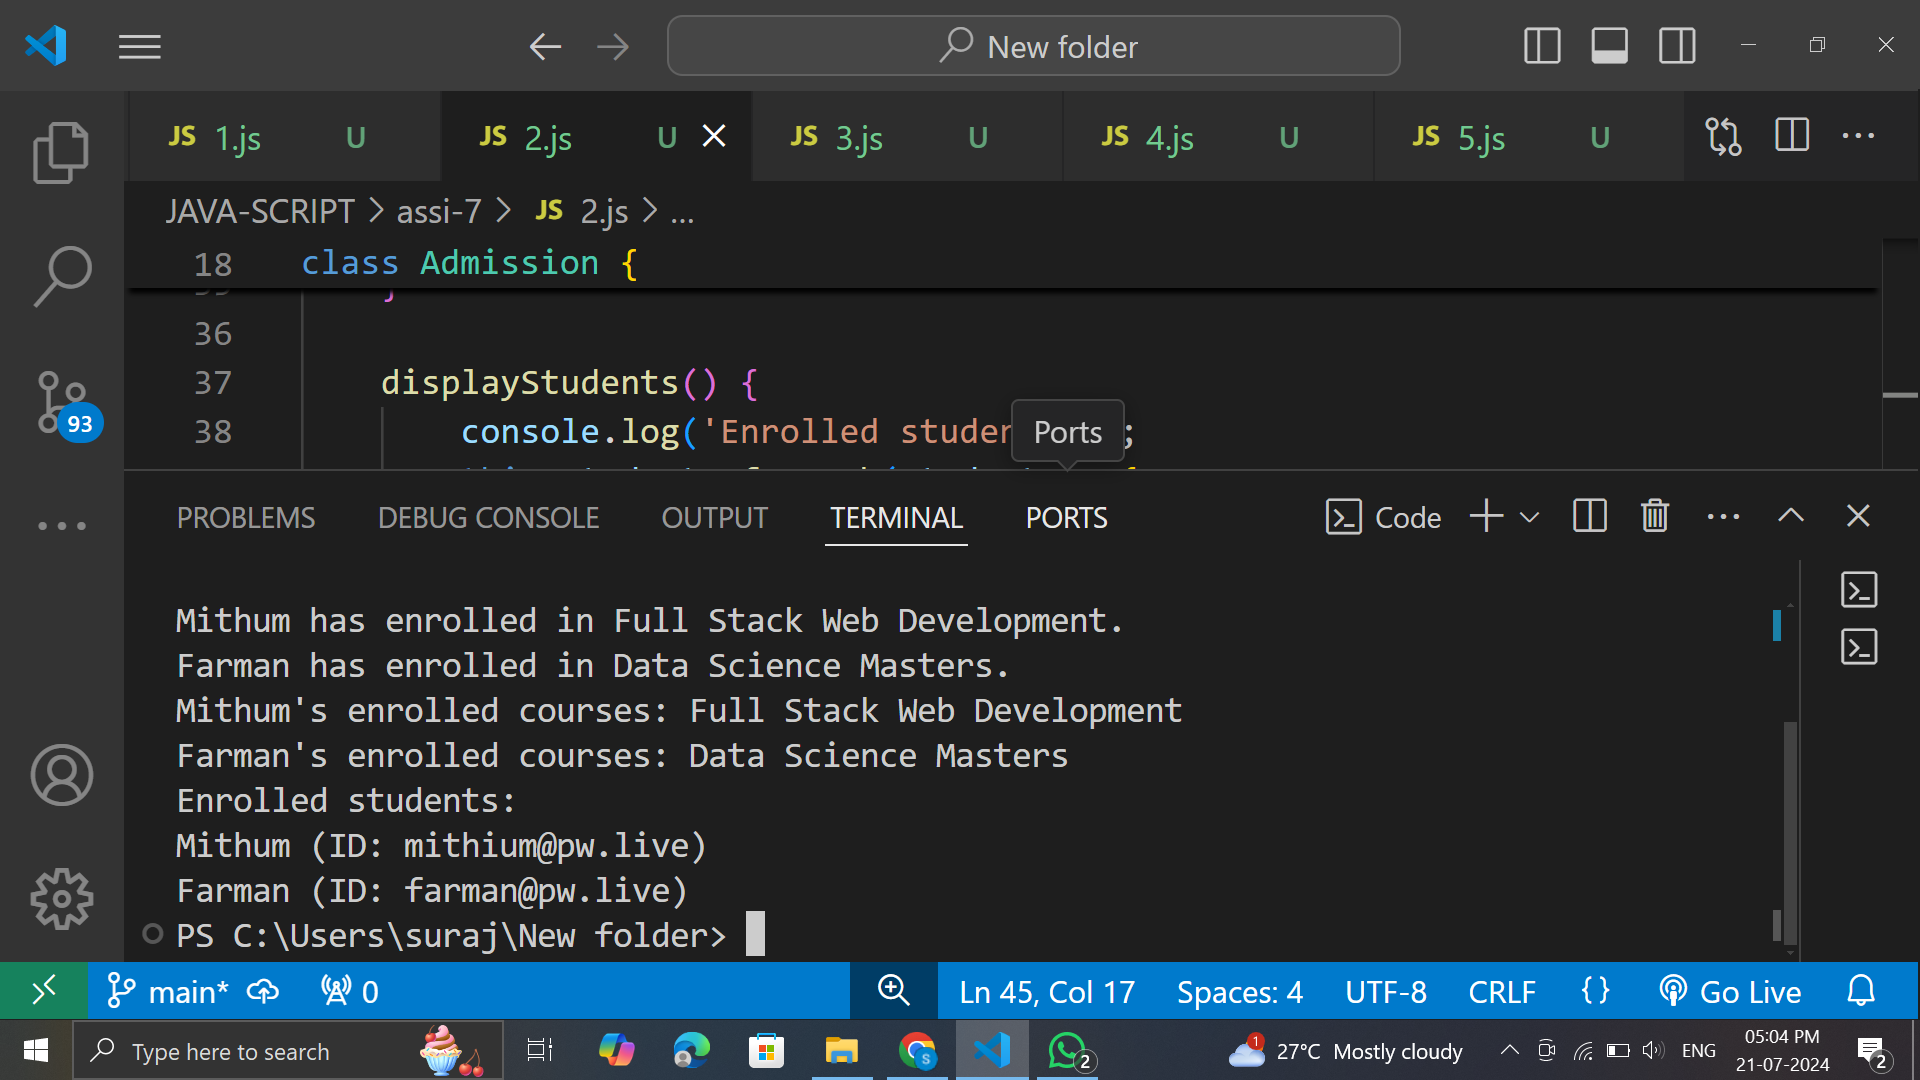 New folder
JS 1.js U
JS 2.js U
JS 3.js U
JS 4.js U
JS 5.js U
JAVA-SCRIPT > assi-7 > JS 2.js > ...
18 class Admission {
36
37 displayStudents() {
38 console.log('Enrolled studen ;
Ports
93
PROBLEMS DEBUG CONSOLE OUTPUT TERMINAL PORTS Code
Mithum has enrolled in Full Stack Web Development.
Farman has enrolled in Data Science Masters.
Mithum's enrolled courses: Full Stack Web Development
Farman's enrolled courses: Data Science Masters
Enrolled students:
Mithum (ID: mithium@pw.live)
Farman (ID: farman@pw.live)
PS C:\Users\suraj\New folder>
main* 0 Ln 45, Col 17 Spaces: 4 UTF-8 CRLF {} Go Live
Type here to search S 2 1 27°C Mostly cloudy ENG 05:04 PM 2
21-07-2024